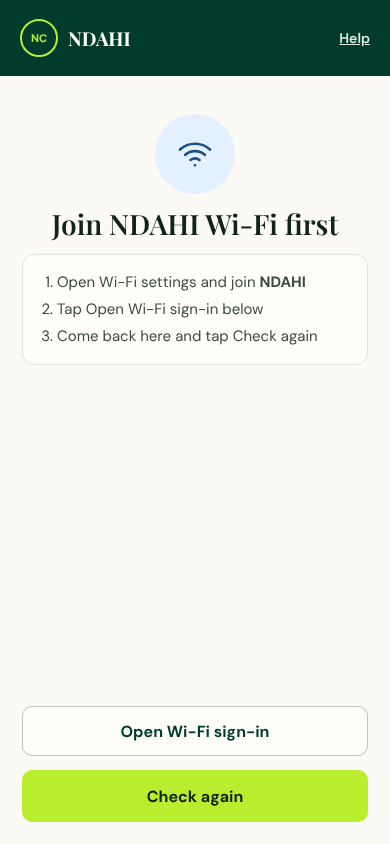 NC NDAHI Help
Join NDAHI Wi-Fi first
1. Open Wi-Fi settings and join NDAHI
2. Tap Open Wi-Fi sign-in below
3. Come back here and tap Check again
Open Wi-Fi sign-in
Check again